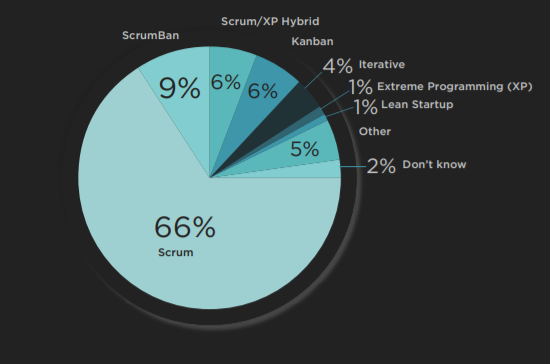 Scrum/XP Hybrid
ScrumBan
Kanban
4% Iterative
9%
6%
6%
1% Extreme Programming (XP)
1% Lean Startup
Other
5%
2% Don't know
66%
Scrum